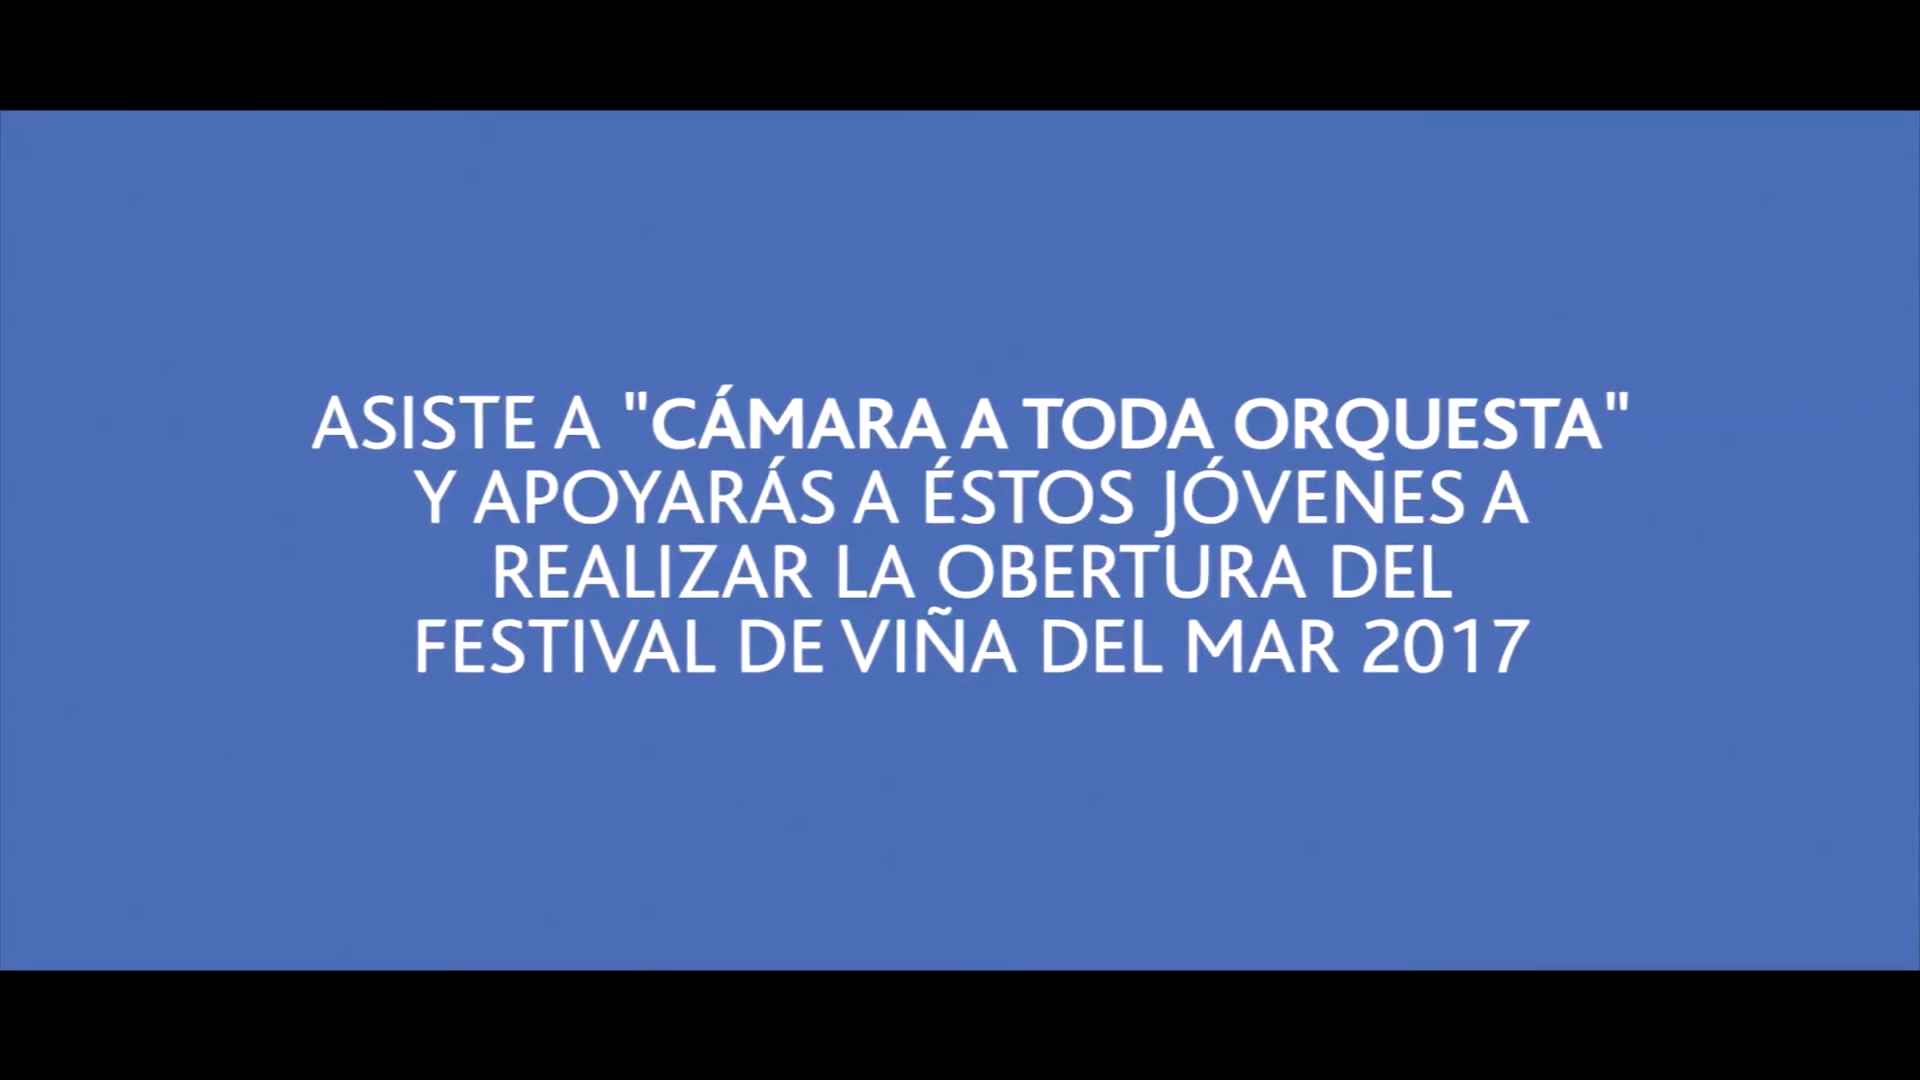 ASISTE A "CÁMARA A TODA ORQUESTA"
Y APOYARÁS A ÉSTOS JÓVENES A
REALIZAR LA OBERTURA DEL
FESTIVAL DE VIÑA DEL MAR 2017